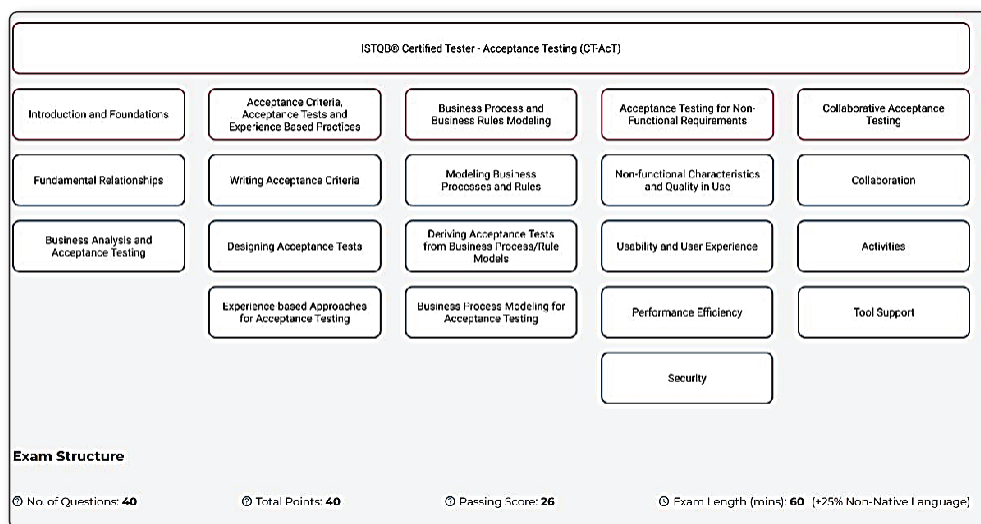 ISTQB® Certified Tester - Acceptance Testing (CT-AcT)
Introduction and Foundations
Fundamental Relationships
Business Analysis and
Acceptance Testing
Acceptance Criteria,
Acceptance Tests and
Experience Based Practices
Writing Acceptance Criteria
Designing Acceptance Tests
Experience-based Approaches
for Acceptance Testing
Business Process and
Business Rules Modeling
Modeling Business
Processes and Rules
Deriving Acceptance Tests
from Business Process/Rule
Models
Business Process Modeling for
Acceptance Testing
Acceptance Testing for Non-
Functional Requirements
Non-functional Characteristics
and Quality in Use
Usability and User Experience
Performance Efficiency
Security
Collaborative Acceptance
Testing
Collaboration
Activities
Tool Support
Exam Structure
No. of Questions: 40
Total Points: 40
Passing Score: 26
Exam Length (mins): 60 (+25% Non-Native Language)